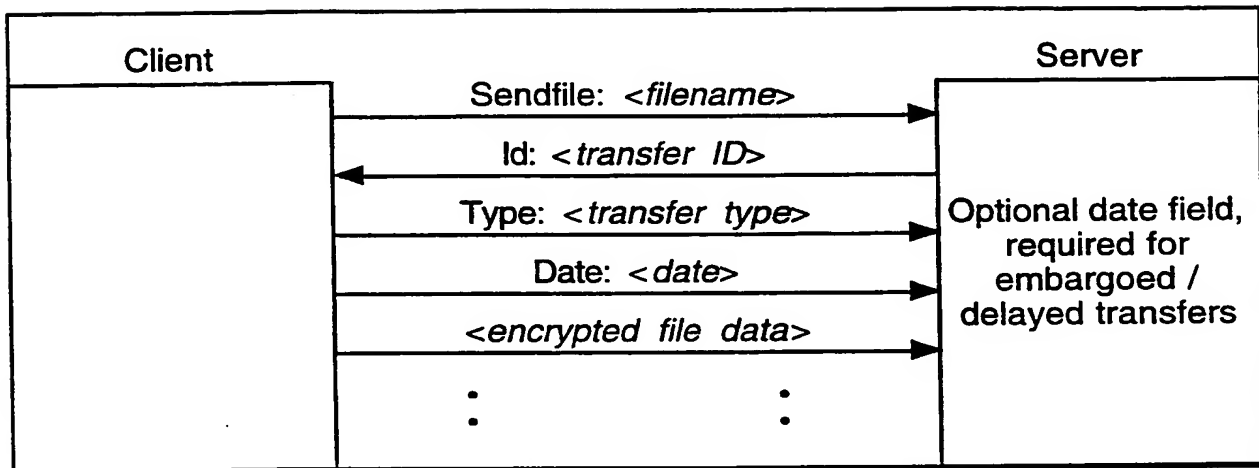 Client
Server
Sendfile: <filename>
Id: <transfer ID>
Type: <transfer type>
Date: <date>
<encrypted file data>
Optional date field,
required for
embargoed /
delayed transfers